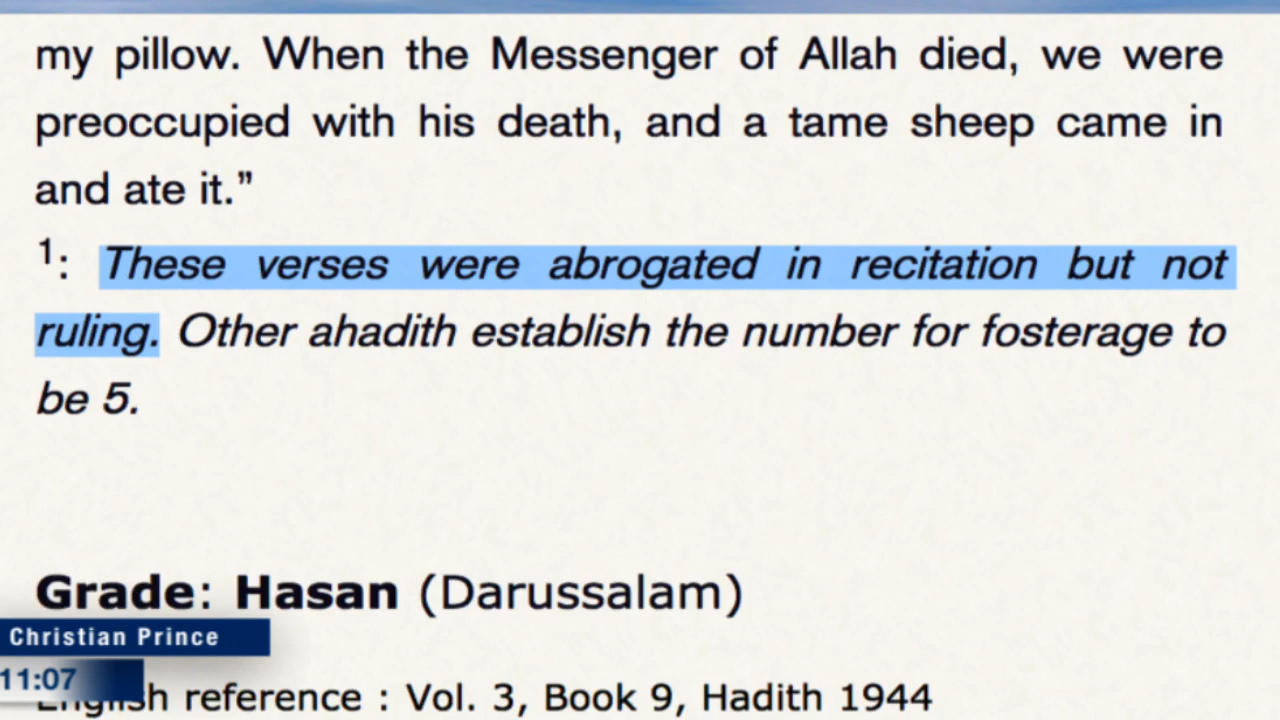 my pillow. When the Messenger of Allah died, we were
preoccupied with his death, and a tame sheep came in
and ate it.”
1: These verses were abrogated in recitation but not
ruling. Other ahadith establish the number for fosterage to
be 5.
Grade: Hasan (Darussalam)
Christian Prince
11:07
English reference : Vol. 3, Book 9, Hadith 1944